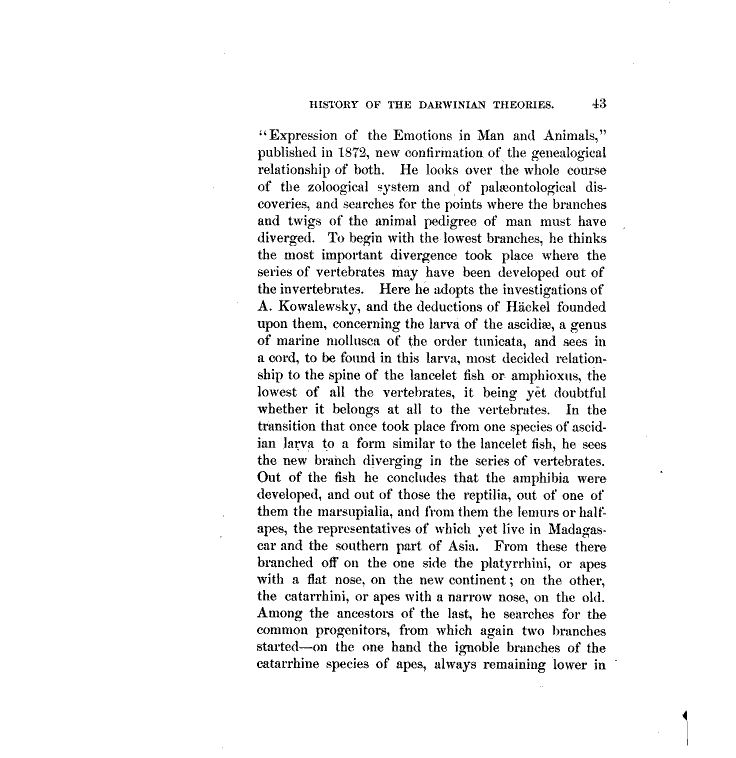 HISTORY OF THE DARWINIAN THEORIES. 43
“Expression of the Emotions in Man and Animals,”
published in 1872, new confirmation of the genealogical
relationship of both. He looks over the whole course
of the zoological system and of palæontological dis-
coveries, and searches for the points where the branches
and twigs of the animal pedigree of man must have
diverged. To begin with the lowest branches, he thinks
the most important divergence took place where the
series of vertebrates may have been developed out of
the invertebrates. Here he adopts the investigations of
A. Kowalewsky, and the deductions of Häckel founded
upon them, concerning the larva of the ascidiæ, a genus
of marine mollusca of the order tunicata, and sees in
a cord, to be found in this larva, most decided relation-
ship to the spine of the lancelet fish or amphioxus, the
lowest of all the vertebrates, it being yet doubtful
whether it belongs at all to the vertebrates. In the
transition that once took place from one species of ascid-
ian larva to a form similar to the lancelet fish, he sees
the new branch diverging in the series of vertebrates.
Out of the fish he concludes that the amphibia were
developed, and out of those the reptilia, out of one of
them the marsupialia, and from them the lemurs or half-
apes, the representatives of which yet live in Madagas-
car and the southern part of Asia. From these there
branched off on the one side the platyrrhini, or apes
with a flat nose, on the new continent; on the other,
the catarrhini, or apes with a narrow nose, on the old.
Among the ancestors of the last, he searches for the
common progenitors, from which again two branches
started—on the one hand the ignoble branches of the
catarrhine species of apes, always remaining lower in